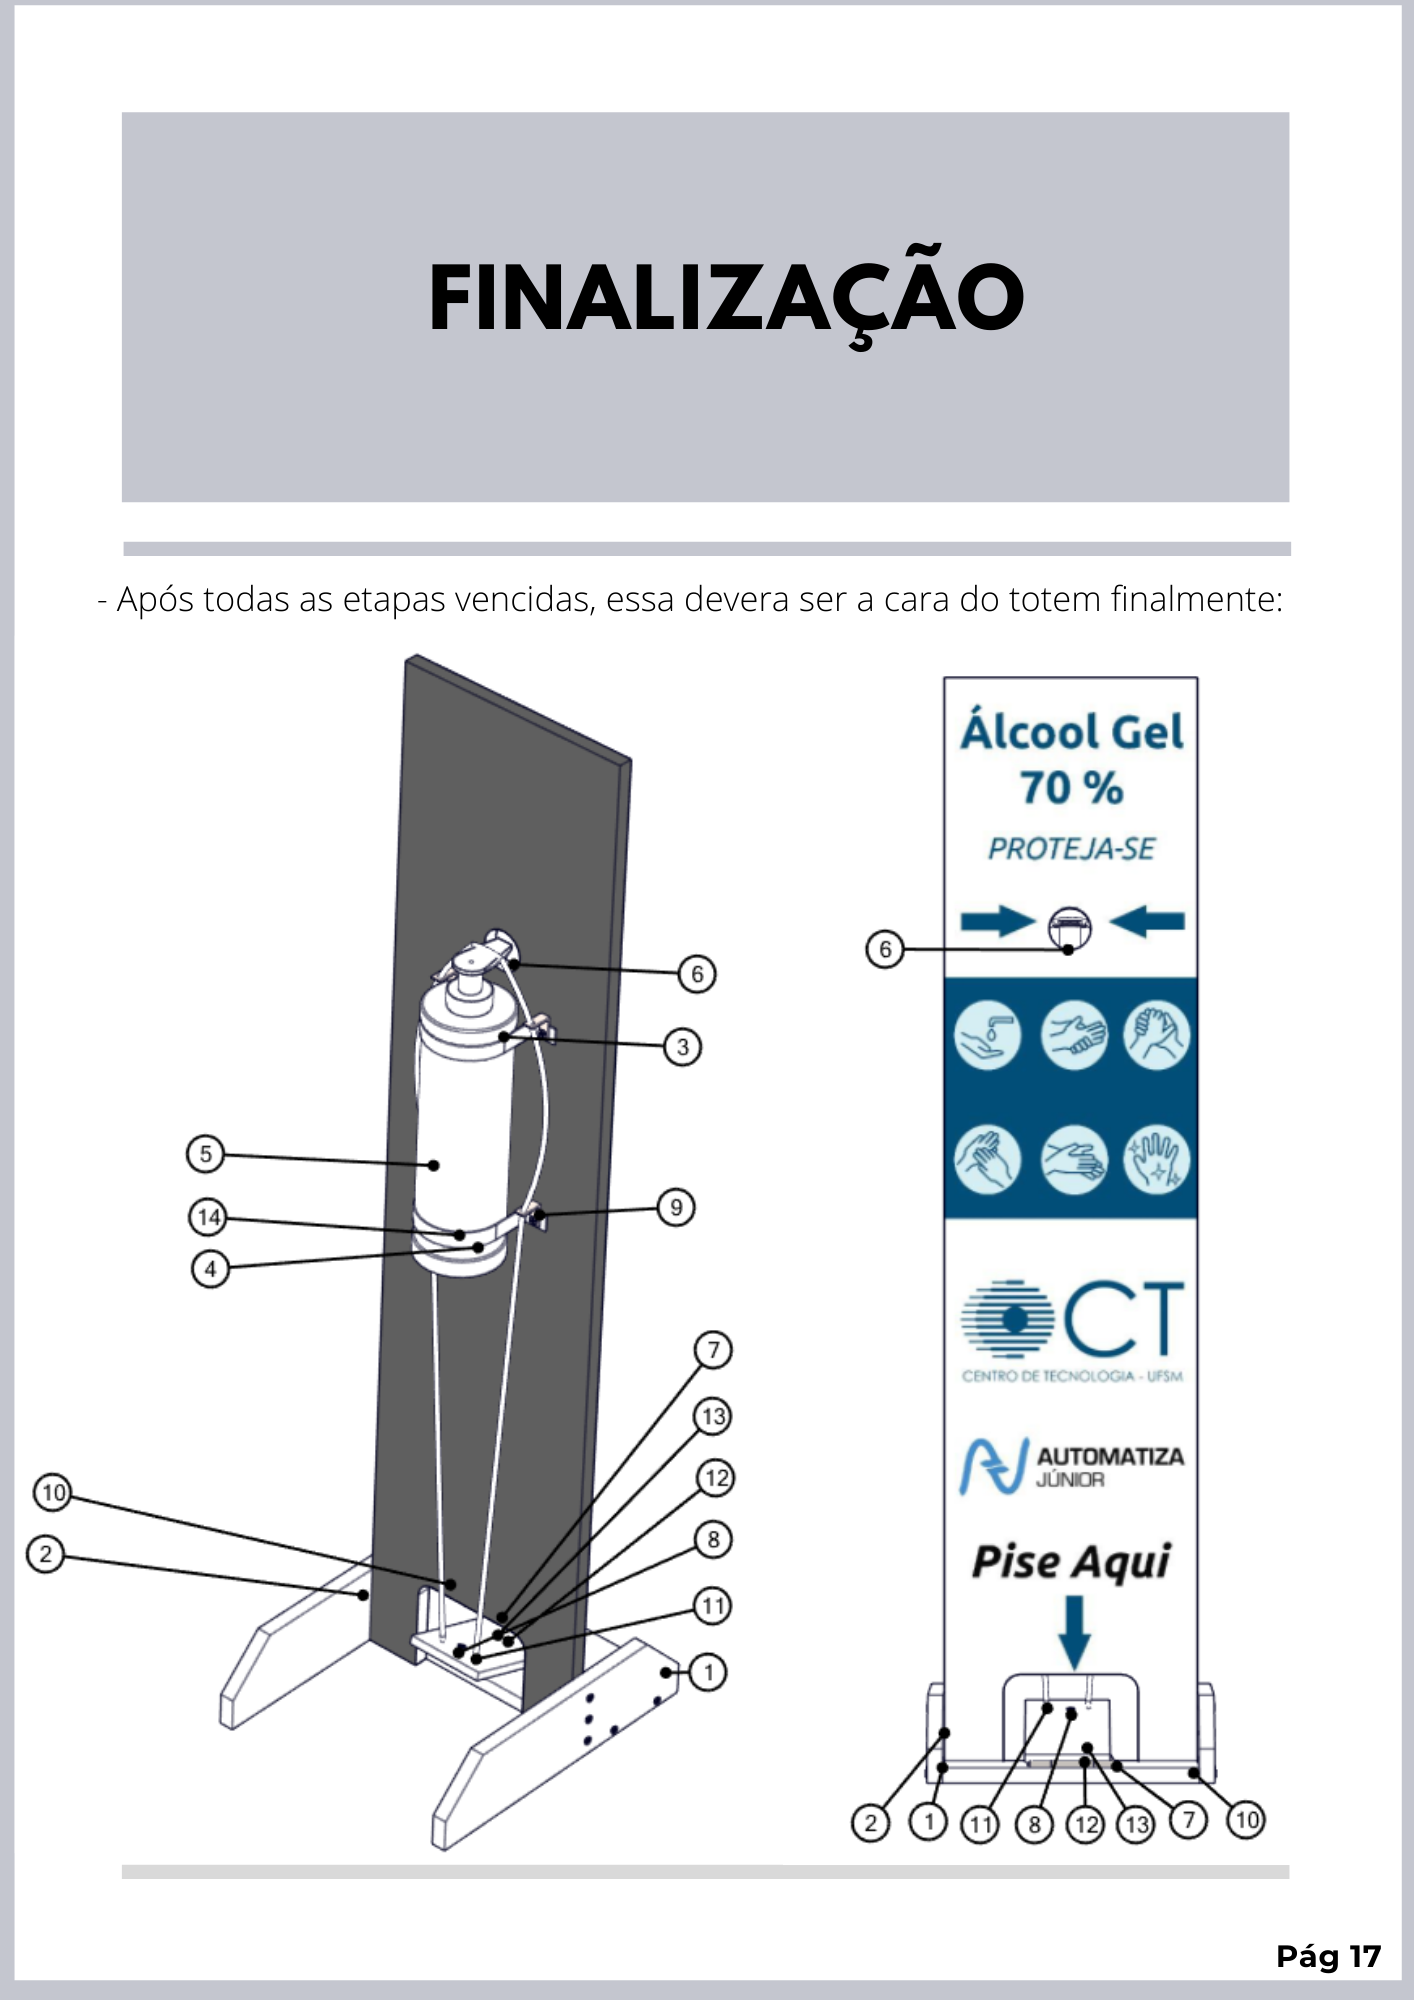 FINALIZAÇÃO
- Após todas as etapas vencidas, essa devera ser a cara do totem finalmente:
6
3
5
14
4
9
7
13
12
8
11
10
2
1
Álcool Gel
70 %
PROTEJA-SE
6
CT
CENTRO DE TECNOLOGIA - UFSM
AUTOMATIZA
JÚNIOR
Pise Aqui
2 1 11 8 12 13 7 10
Pág 17